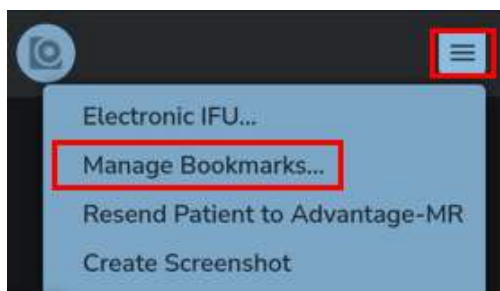 Electronic IFU...
Manage Bookmarks...
Resend Patient to Advantage-MR
Create Screenshot